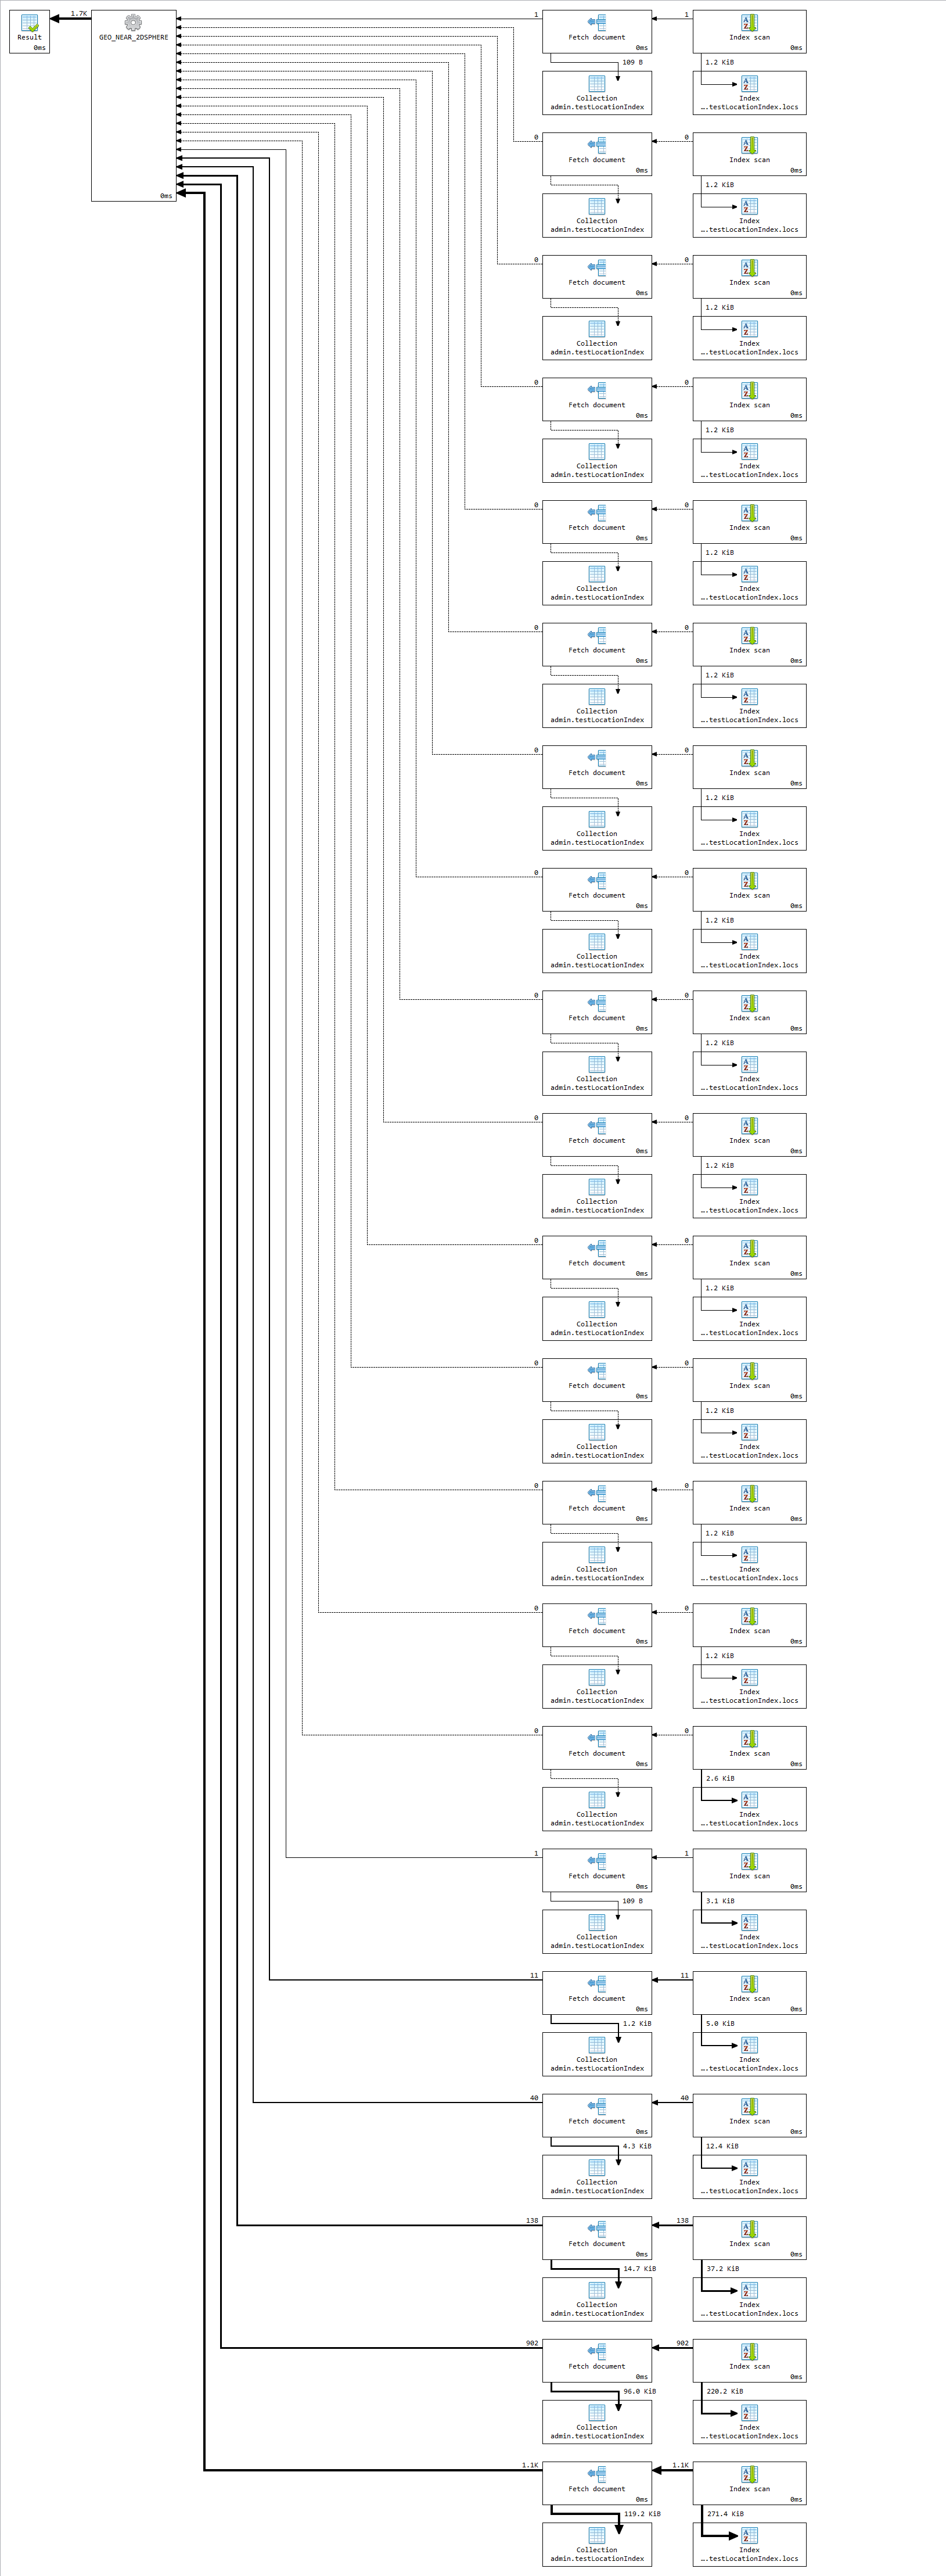 1.7K
Result
0ms
GEO_NEAR_2DSPHERE
0ms
1 1
Fetch document Index scan
0ms 0ms
109 B 1.2 KiB
Collection Index
admin.testLocationIndex ….testLocationIndex.locs
0 0
Fetch document Index scan
0ms 0ms
1.2 KiB
Collection Index
admin.testLocationIndex ….testLocationIndex.locs
0 0
Fetch document Index scan
0ms 0ms
1.2 KiB
Collection Index
admin.testLocationIndex ….testLocationIndex.locs
0 0
Fetch document Index scan
0ms 0ms
1.2 KiB
Collection Index
admin.testLocationIndex ….testLocationIndex.locs
0 0
Fetch document Index scan
0ms 0ms
1.2 KiB
Collection Index
admin.testLocationIndex ….testLocationIndex.locs
0 0
Fetch document Index scan
0ms 0ms
1.2 KiB
Collection Index
admin.testLocationIndex ….testLocationIndex.locs
0 0
Fetch document Index scan
0ms 0ms
1.2 KiB
Collection Index
admin.testLocationIndex ….testLocationIndex.locs
0 0
Fetch document Index scan
0ms 0ms
1.2 KiB
Collection Index
admin.testLocationIndex ….testLocationIndex.locs
0 0
Fetch document Index scan
0ms 0ms
1.2 KiB
Collection Index
admin.testLocationIndex ….testLocationIndex.locs
0 0
Fetch document Index scan
0ms 0ms
1.2 KiB
Collection Index
admin.testLocationIndex ….testLocationIndex.locs
0 0
Fetch document Index scan
0ms 0ms
1.2 KiB
Collection Index
admin.testLocationIndex ….testLocationIndex.locs
0 0
Fetch document Index scan
0ms 0ms
1.2 KiB
Collection Index
admin.testLocationIndex ….testLocationIndex.locs
0 0
Fetch document Index scan
0ms 0ms
1.2 KiB
Collection Index
admin.testLocationIndex ….testLocationIndex.locs
0 0
Fetch document Index scan
0ms 0ms
1.2 KiB
Collection Index
admin.testLocationIndex ….testLocationIndex.locs
0 0
Fetch document Index scan
0ms 0ms
2.6 KiB
Collection Index
admin.testLocationIndex ….testLocationIndex.locs
1 1
Fetch document Index scan
0ms 0ms
109 B 3.1 KiB
Collection Index
admin.testLocationIndex ….testLocationIndex.locs
11 11
Fetch document Index scan
0ms 0ms
1.2 KiB 5.0 KiB
Collection Index
admin.testLocationIndex ….testLocationIndex.locs
40 40
Fetch document Index scan
0ms 0ms
4.3 KiB 12.4 KiB
Collection Index
admin.testLocationIndex ….testLocationIndex.locs
138 138
Fetch document Index scan
0ms 0ms
14.7 KiB 37.2 KiB
Collection Index
admin.testLocationIndex ….testLocationIndex.locs
902 902
Fetch document Index scan
0ms 0ms
96.0 KiB 220.2 KiB
Collection Index
admin.testLocationIndex ….testLocationIndex.locs
1.1K 1.1K
Fetch document Index scan
0ms 0ms
119.2 KiB 271.4 KiB
Collection Index
admin.testLocationIndex ….testLocationIndex.locs